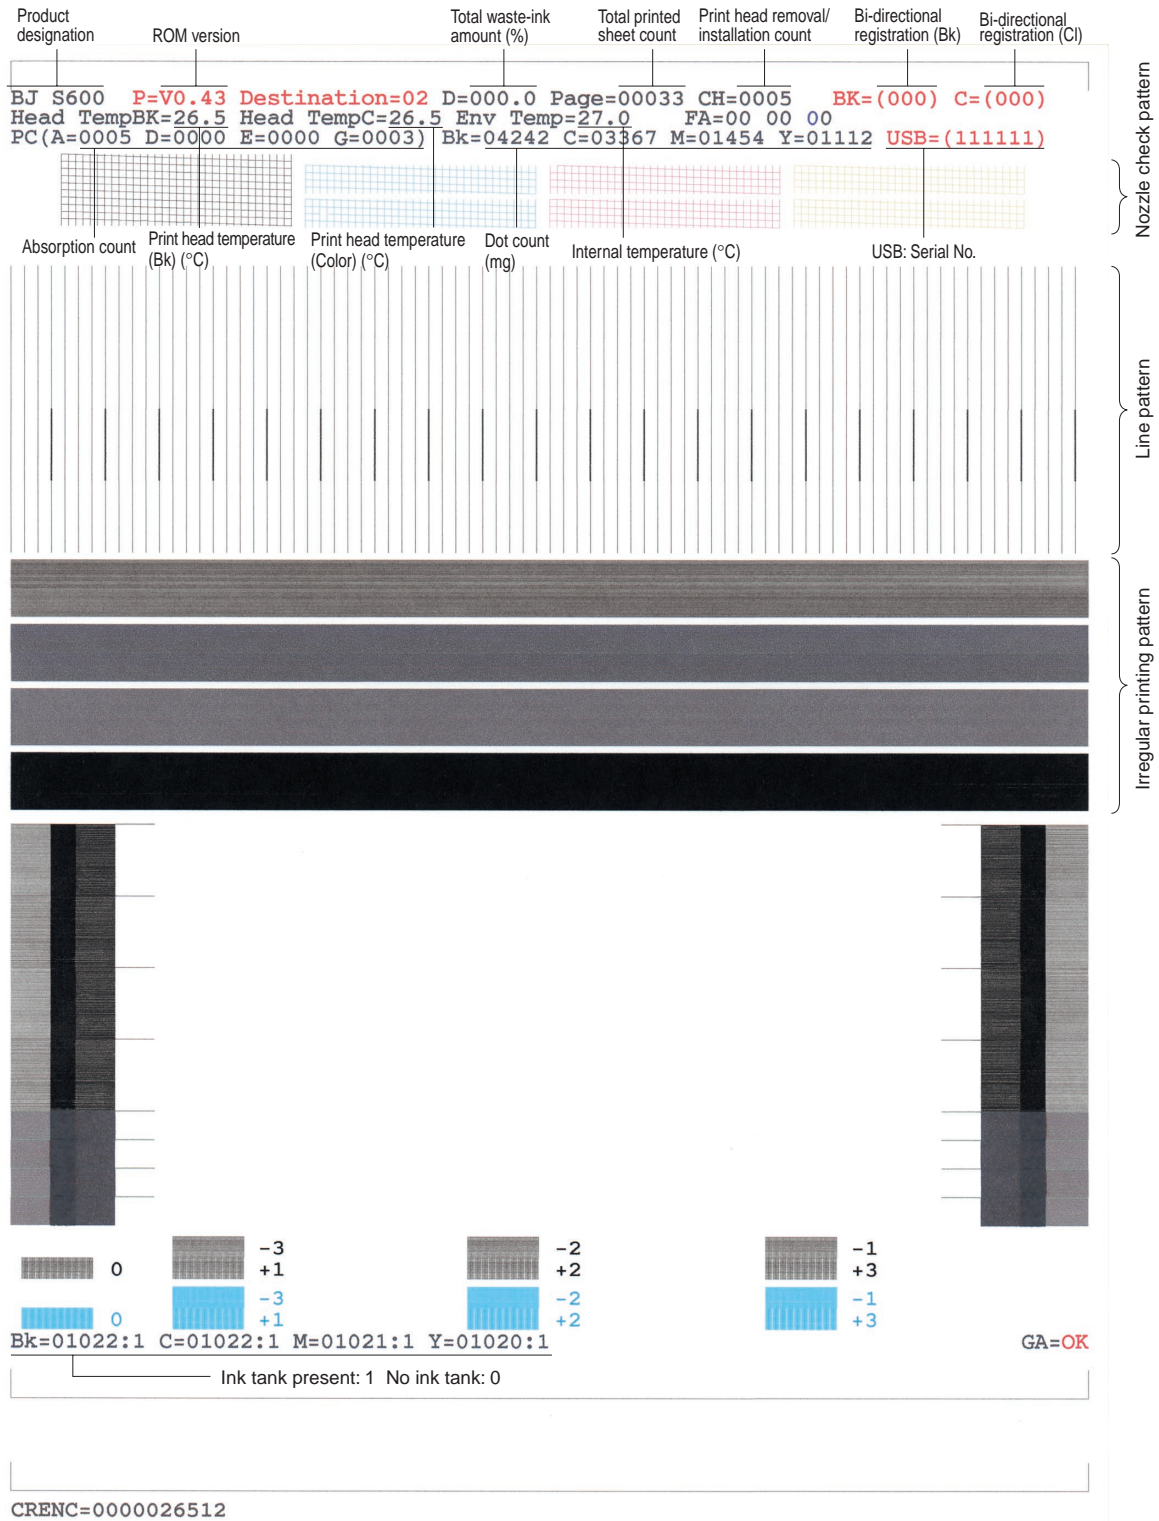 Product designation
ROM version
Total waste-ink amount (%)
Total printed sheet count
Print head removal/ installation count
Bi-directional registration (Bk)
Bi-directional registration (Cl)
BJ S600 P=V0.43 Destination=02 D=000.0 Page=00033 CH=0005 BK=(000) C=(000)
Head TempBK=26.5 Head TempC=26.5 Env Temp=27.0 FA=00 00 00
PC(A=0005 D=0000 E=0000 G=0003) Bk=04242 C=03367 M=01454 Y=01112 USB=(111111)
Nozzle check pattern
Absorption count
Print head temperature (Bk) (°C)
Print head temperature (Color) (°C)
Dot count (mg)
Internal temperature (°C)
USB: Serial No.
Line pattern
Irregular printing pattern
0
-3
+1
-2
+2
-1
+3
0
-3
+1
-2
+2
-1
+3
Bk=01022:1 C=01022:1 M=01021:1 Y=01020:1 GA=OK
Ink tank present: 1 No ink tank: 0
CRENC=0000026512